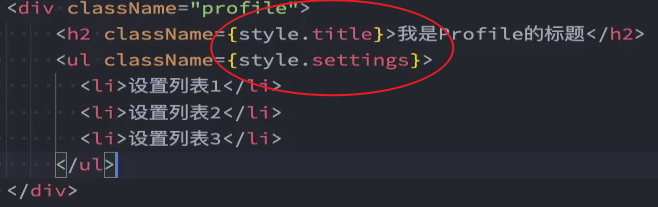 <div className="profile">
<h2 className={style.title}>我是Profile的标题</h2>
<ul className={style.settings}>
<li>设置列表1</li>
<li>设置列表2</li>
<li>设置列表3</li>
</ul>
</div>